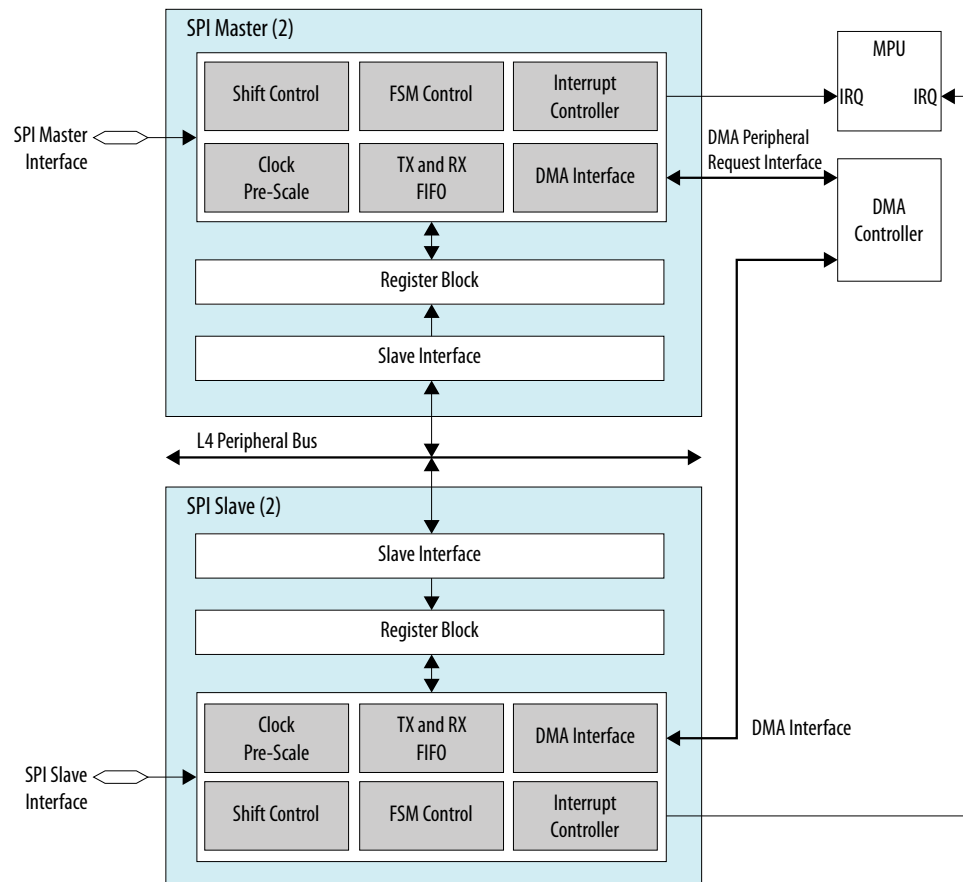 SPI Master (2)
Shift Control
FSM Control
Interrupt
Controller
Clock
Pre-Scale
TX and RX
FIFO
DMA Interface
Register Block
Slave Interface
SPI Master
Interface
MPU
IRQ
IRQ
DMA Peripheral
Request Interface
DMA
Controller
L4 Peripheral Bus
SPI Slave (2)
Slave Interface
Register Block
Clock
Pre-Scale
TX and RX
FIFO
DMA Interface
Shift Control
FSM Control
Interrupt
Controller
SPI Slave
Interface
DMA Interface